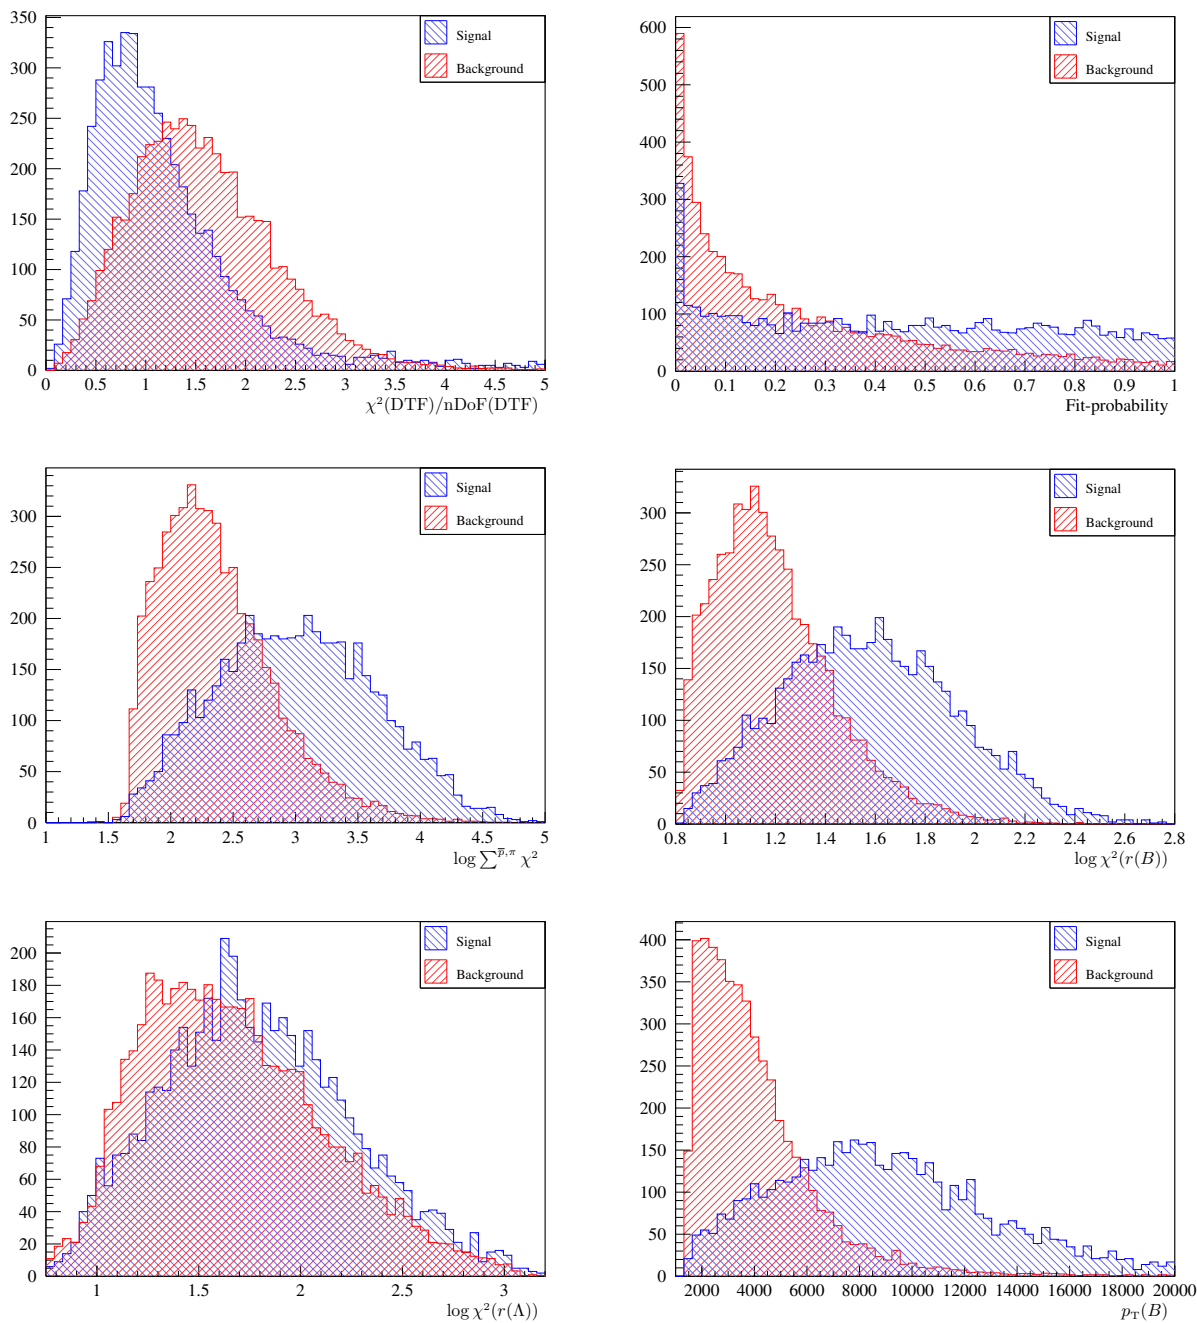 350
300
250
200
150
100
50
0
Signal
Background
0 0.5 1 1.5 2 2.5 3 3.5 4 4.5 5
χ²(DTF)/nDoF(DTF)
600
500
400
300
200
100
0
Signal
Background
0 0.1 0.2 0.3 0.4 0.5 0.6 0.7 0.8 0.9 1
Fit-probability
300
250
200
150
100
50
0
Signal
Background
1 1.5 2 2.5 3 3.5 4 4.5 5
log ∑^{p̅,π} χ²
300
250
200
150
100
50
0
Signal
Background
0.8 1 1.2 1.4 1.6 1.8 2 2.2 2.4 2.6 2.8
log χ²(r(B))
200
180
160
140
120
100
80
60
40
20
0
Signal
Background
1 1.5 2 2.5 3
log χ²(r(Λ))
400
350
300
250
200
150
100
50
0
Signal
Background
2000 4000 6000 8000 10000 12000 14000 16000 18000 20000
p_T(B)